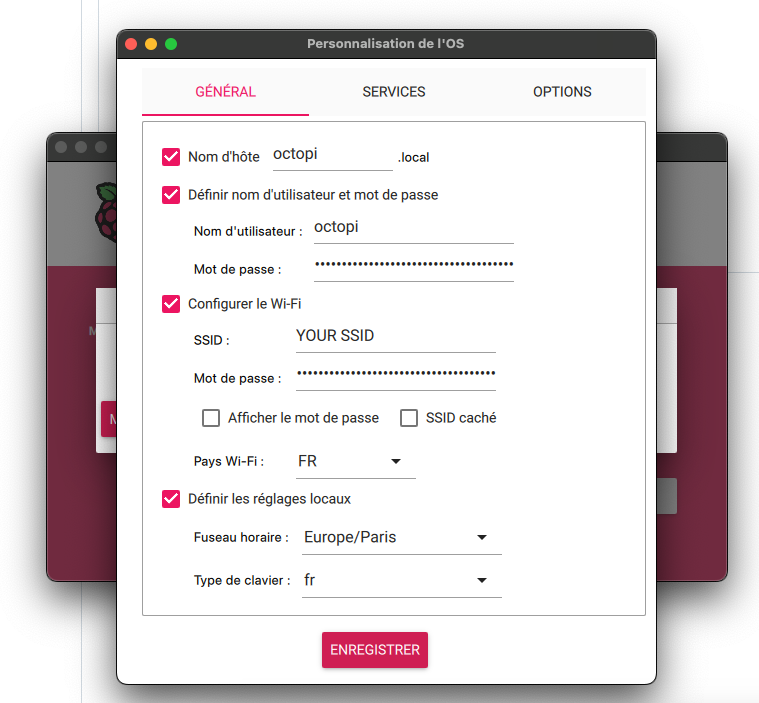 Personnalisation de l'OS
GÉNÉRAL SERVICES OPTIONS
Nom d'hôte octopi .local
Définir nom d'utilisateur et mot de passe
Nom d'utilisateur : octopi
Mot de passe : ••••••••••••••••••••••••••••••••••••
Configurer le Wi-Fi
SSID : YOUR SSID
Mot de passe : ••••••••••••••••••••••••••••••••••••
Afficher le mot de passe SSID caché
Pays Wi-Fi : FR
Définir les réglages locaux
Fuseau horaire : Europe/Paris
Type de clavier : fr
ENREGISTRER